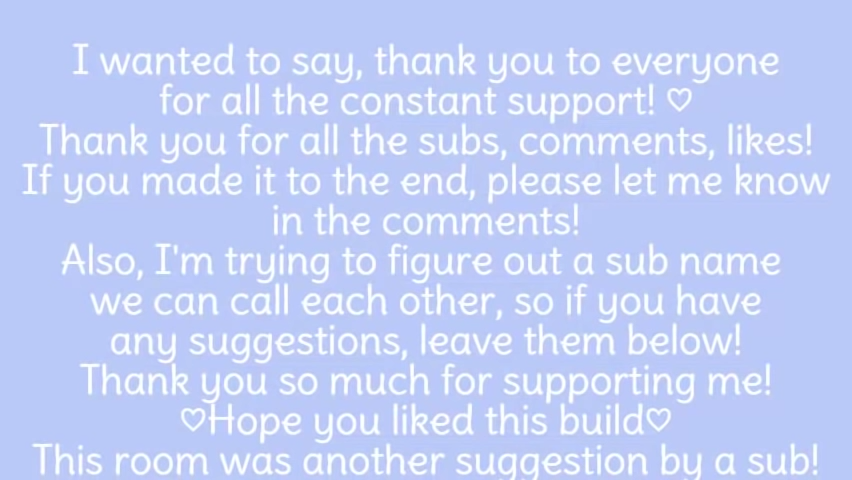 I wanted to say, thank you to everyone
for all the constant support! ♡
Thank you for all the subs, comments, likes!
If you made it to the end, please let me know
in the comments!
Also, I'm trying to figure out a sub name
we can call each other, so if you have
any suggestions, leave them below!
Thank you so much for supporting me!
♡Hope you liked this build♡
This room was another suggestion by a sub!